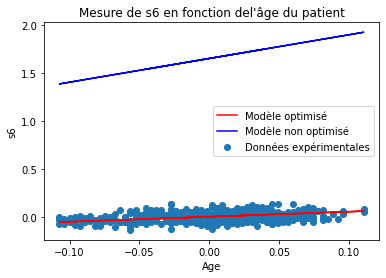 Mesure de s6 en fonction del'âge du patient
2.0
1.5
1.0
0.5
0.0
s6
Modèle optimisé
Modèle non optimisé
Données expérimentales
−0.10
−0.05
0.00
0.05
0.10
Age